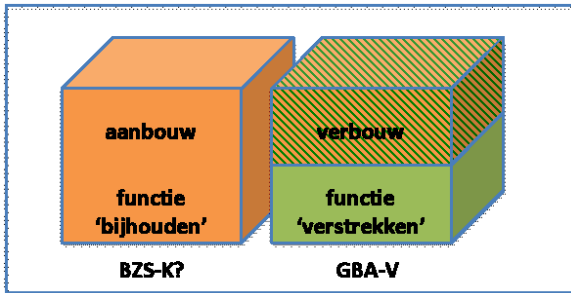 aanbouw
functie
‘bijhouden’
BZS-K?
verbouw
functie
‘verstrekken’
GBA-V